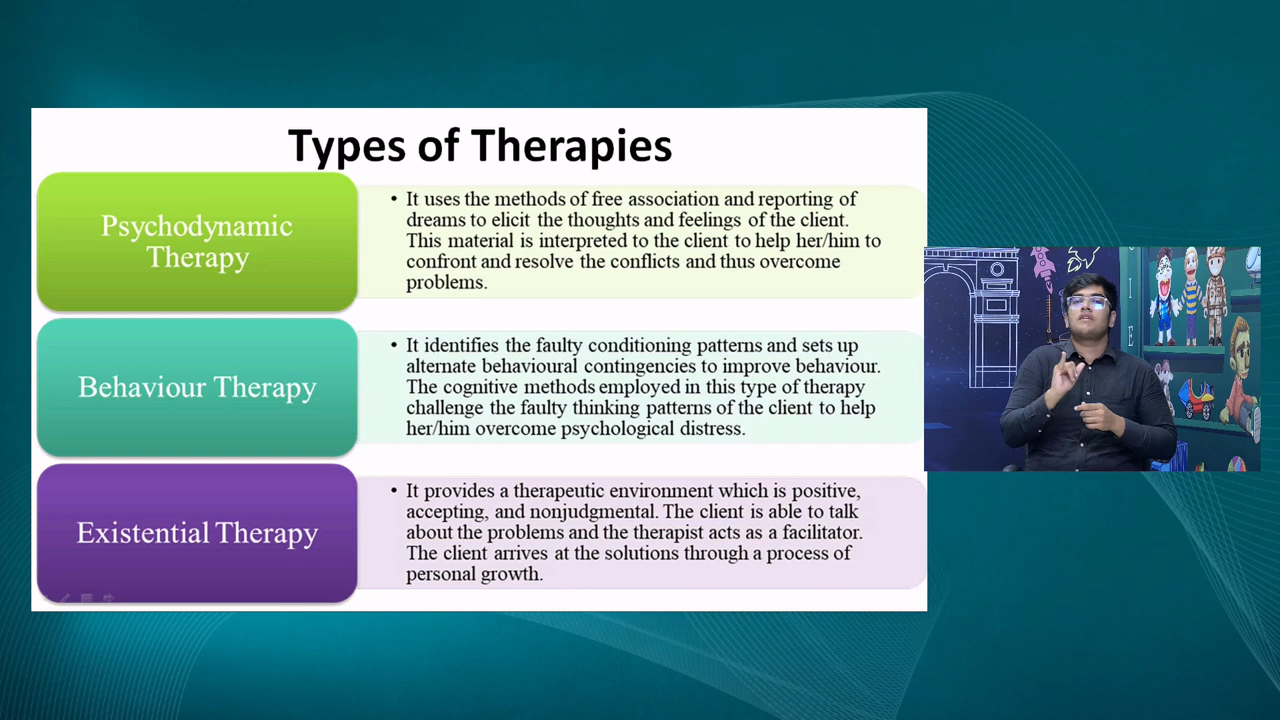 Types of Therapies
Psychodynamic
Therapy
• It uses the methods of free association and reporting of
dreams to elicit the thoughts and feelings of the client.
This material is interpreted to the client to help her/him to
confront and resolve the conflicts and thus overcome
problems.
Behaviour Therapy
• It identifies the faulty conditioning patterns and sets up
alternate behavioural contingencies to improve behaviour.
The cognitive methods employed in this type of therapy
challenge the faulty thinking patterns of the client to help
her/him overcome psychological distress.
Existential Therapy
• It provides a therapeutic environment which is positive,
accepting, and nonjudgmental. The client is able to talk
about the problems and the therapist acts as a facilitator.
The client arrives at the solutions through a process of
personal growth.
I
E